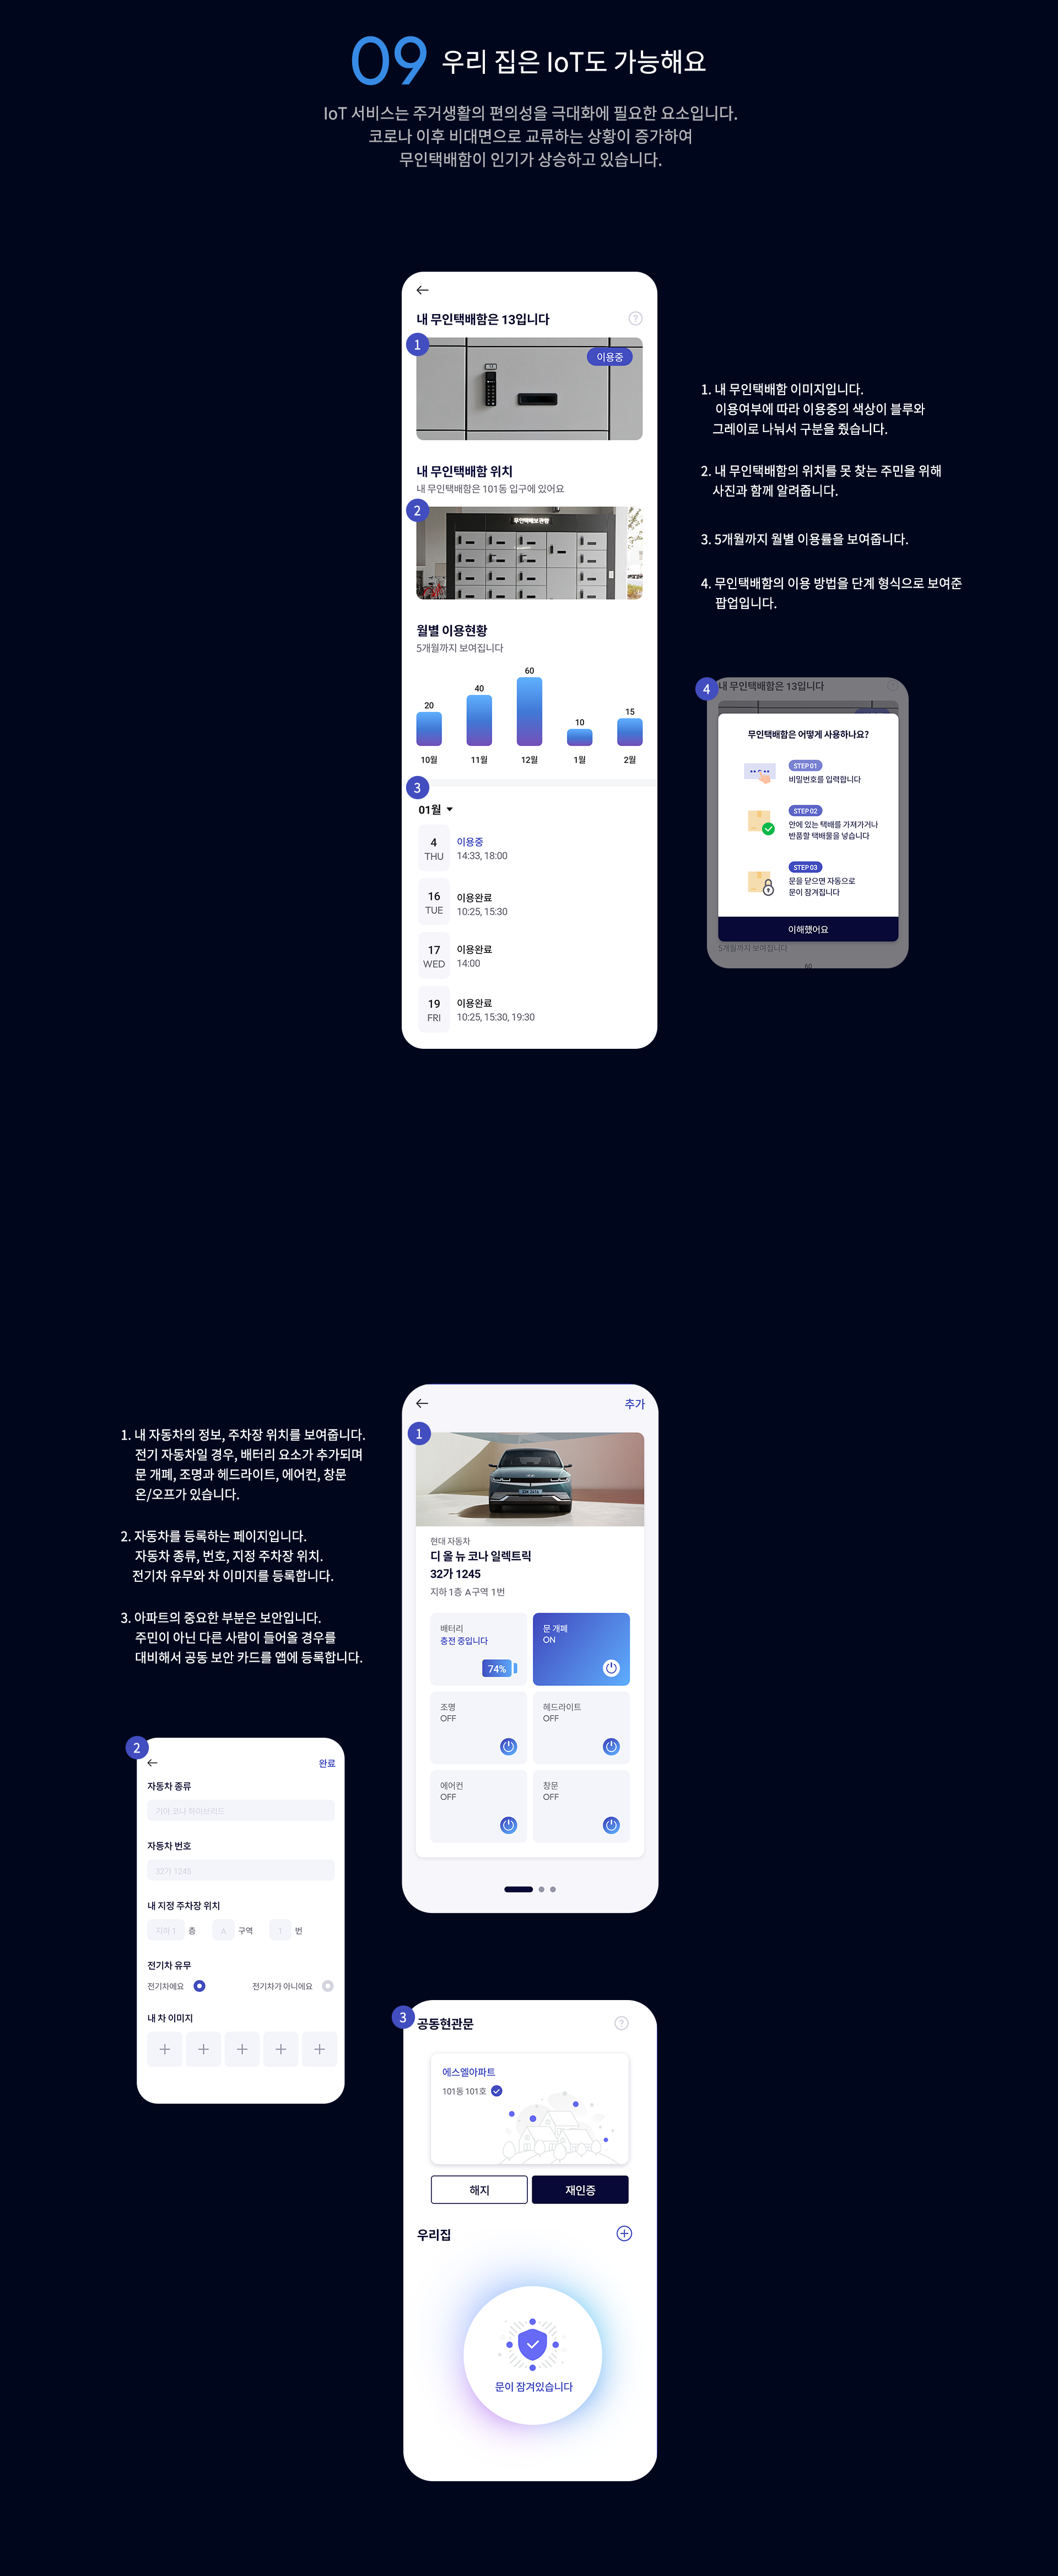 09 우리 집은 IoT도 가능해요
IoT 서비스는 주거생활의 편의성을 극대화에 필요한 요소입니다.
코로나 이후 비대면으로 교류하는 상황이 증가하여
무인택배함이 인기가 상승하고 있습니다.
내 무인택배함은 13입니다
?
1
이용중
내 무인택배함 위치
내 무인택배함은 101동 입구에 있어요
2
무인택배보관함
월별 이용현황
5개월까지 보여집니다
20
40
60
10
15
10월
11월
12월
1월
2월
3
01월
4
THU
이용중
14:33, 18:00
16
TUE
이용완료
10:25, 15:30
17
WED
이용완료
14:00
19
FRI
이용완료
10:25, 15:30, 19:30
1. 내 무인택배함 이미지입니다.
이용여부에 따라 이용중의 색상이 블루와
그레이로 나눠서 구분을 줬습니다.
2. 내 무인택배함의 위치를 못 찾는 주민을 위해
사진과 함께 알려줍니다.
3. 5개월까지 월별 이용률을 보여줍니다.
4. 무인택배함의 이용 방법을 단계 형식으로 보여준
팝업입니다.
4
내 무인택배함은 13입니다
무인택배함은 어떻게 사용하나요?
STEP 01
비밀번호를 입력합니다
STEP 02
안에 있는 택배를 가져가거나
반품할 택배물을 넣습니다
STEP 03
문을 닫으면 자동으로
문이 잠겨집니다
이해했어요
5개월까지 보여집니다
60
1. 내 자동차의 정보, 주차장 위치를 보여줍니다.
전기 자동차일 경우, 배터리 요소가 추가되며
문 개폐, 조명과 헤드라이트, 에어컨, 창문
온/오프가 있습니다.
2. 자동차를 등록하는 페이지입니다.
자동차 종류, 번호, 지정 주차장 위치.
전기차 유무와 차 이미지를 등록합니다.
3. 아파트의 중요한 부분은 보안입니다.
주민이 아닌 다른 사람이 들어올 경우를
대비해서 공동 보안 카드를 앱에 등록합니다.
추가
1
현대 자동차
디 올 뉴 코나 일렉트릭
32가 1245
지하 1층 A구역 1번
배터리
충전 중입니다
74%
문 개폐
ON
조명
OFF
헤드라이트
OFF
에어컨
OFF
창문
OFF
2
완료
자동차 종류
기아 코나 하이브리드
자동차 번호
32가 1245
내 지정 주차장 위치
지하 1
층
A
구역
1
번
전기차 유무
전기차에요
전기차가 아니에요
내 차 이미지
3
공동현관문
?
에스엘아파트
101동 101호
해지
재인증
우리집
문이 잠겨있습니다